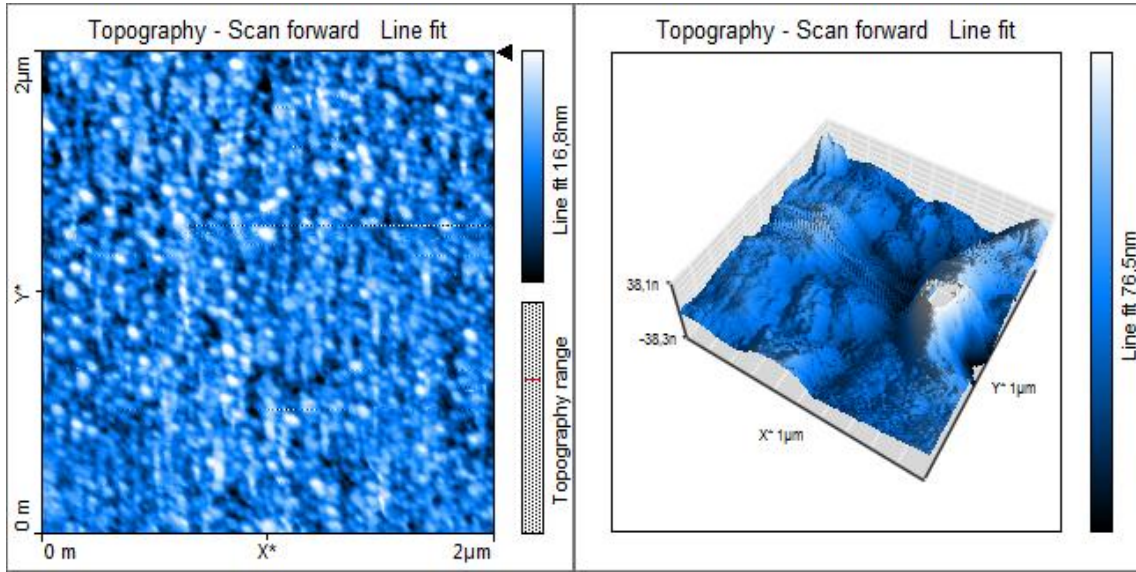 Topography - Scan forward Line fit
2µm
Y*
0 m
0 m
X*
2µm
Line fit 16,8nm
Topography range
Topography - Scan forward Line fit
38,1n
-38,3n
X* 1µm
Y* 1µm
Line fit 76,5nm